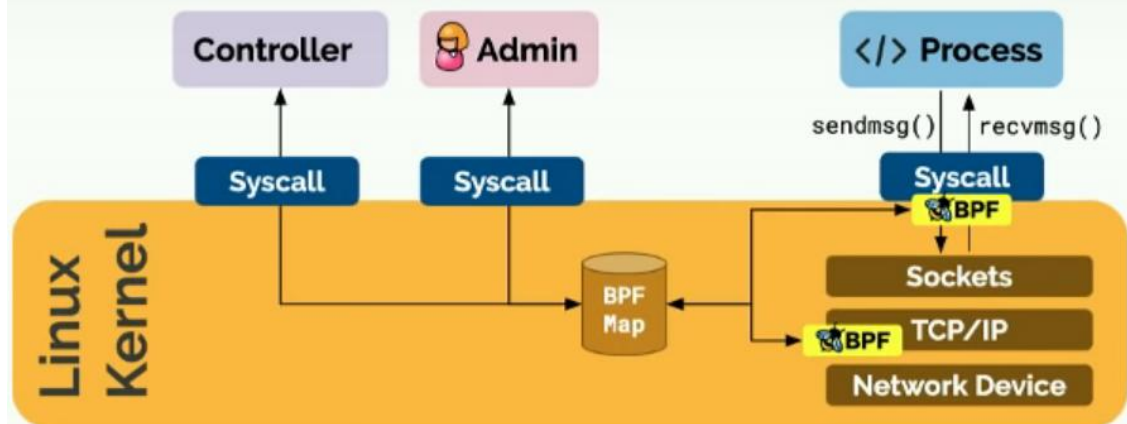 Controller
Admin
</> Process
sendmsg()
recvmsg()
Syscall
Syscall
Syscall
BPF
Linux
Kernel
BPF
Map
Sockets
BPF
TCP/IP
Network Device